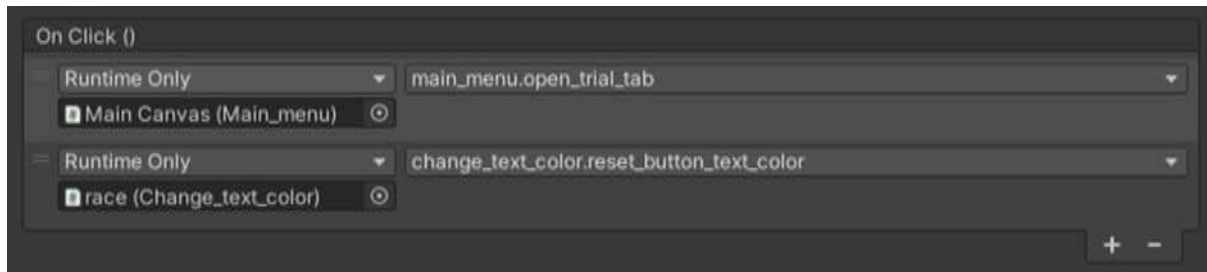 On Click ()
Runtime Only main_menu.open_trial_tab
Main Canvas (Main_menu)
Runtime Only change_text_color.reset_button_text_color
race (Change_text_color)
+ -